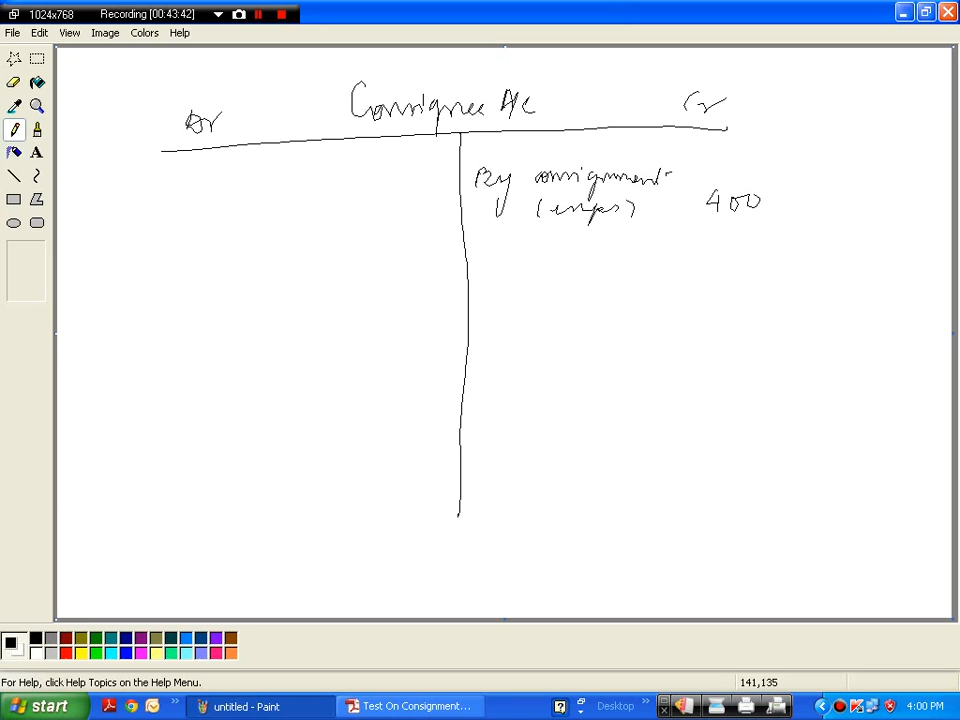 1024x768 Recording [00:43:42]
File Edit View Image Colors Help
Consignee A/c
Dr Cr
By consignment
(exps) 400
For Help, click Help Topics on the Help Menu. 141,135
start untitled - Paint Test On Consignment... Desktop 4:00 PM